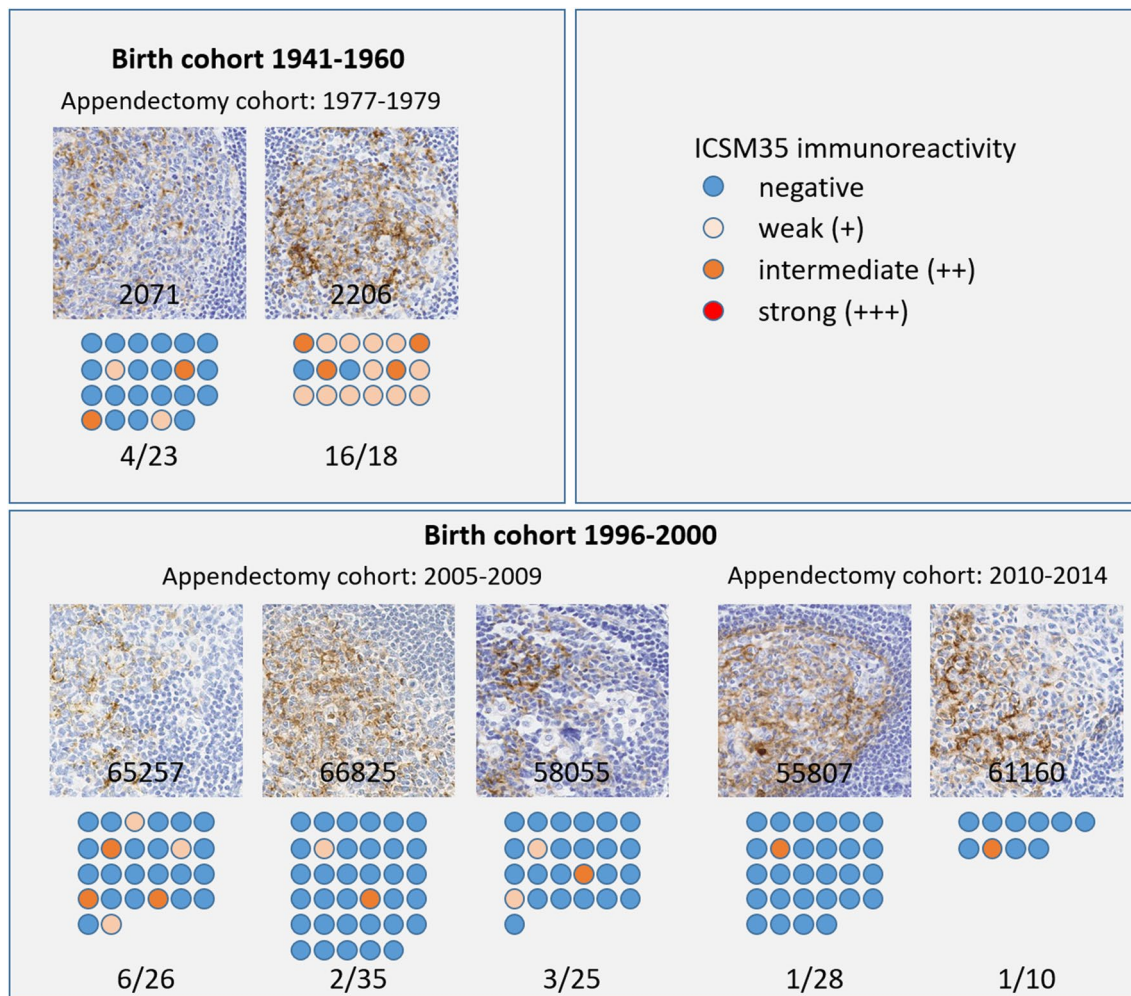 Birth cohort 1941-1960
Appendectomy cohort: 1977-1979
2071
2206
4/23
16/18
ICSM35 immunoreactivity
negative
weak (+)
intermediate (++)
strong (+++)
Birth cohort 1996-2000
Appendectomy cohort: 2005-2009
Appendectomy cohort: 2010-2014
65257
66825
58055
55807
61160
6/26
2/35
3/25
1/28
1/10